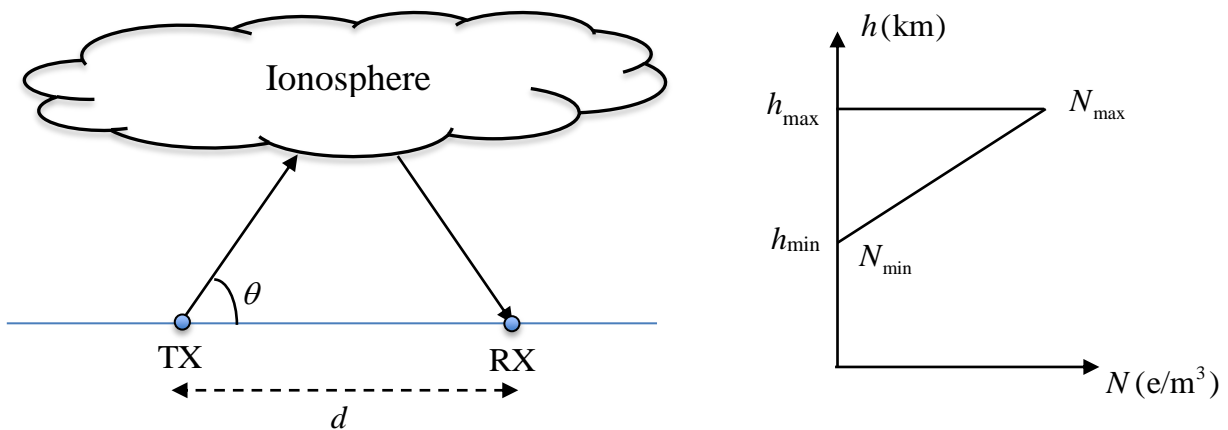 Ionosphere
θ
TX
RX
d
h (km)
h_max
N_max
h_min
N_min
N (e/m³)